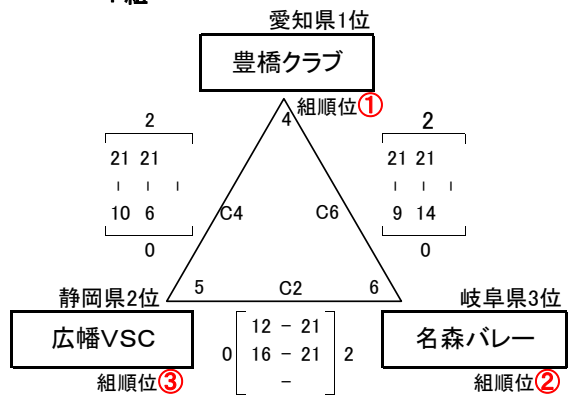 愛知県1位
豊橋クラブ
組順位①
4
2
21 21
- - -
10 6
0
2
21 21
- - -
9 14
0
C4
C6
静岡県2位
5
C2
6
岐阜県3位
広幡VSC
0
12 - 21
16 - 21
-
2
名森バレー
組順位③
組順位②